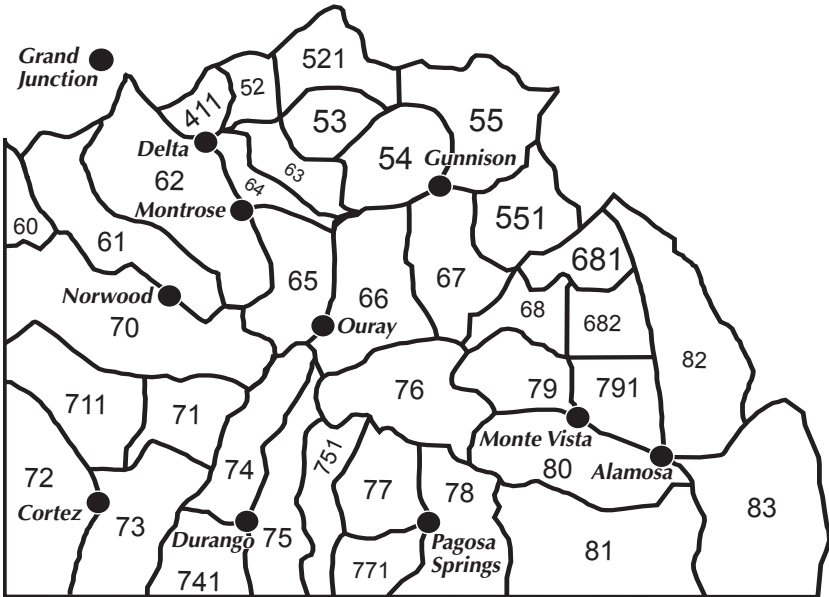 Grand
Junction
521
52
411
53
55
54
Gunnison
Delta
63
62
64
Montrose
551
60
61
681
65
66
67
Norwood
68
682
70
Ouray
82
76
79
791
711
71
Monte Vista
751
80
Alamosa
72
74
77
78
Cortez
73
83
Durango
75
Pagosa
Springs
81
741
771